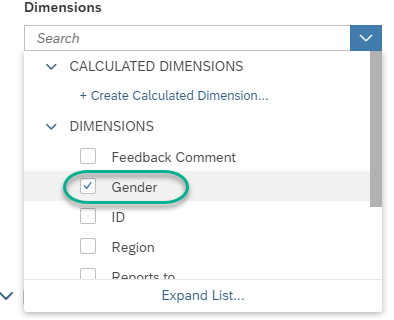 Dimensions
Search
CALCULATED DIMENSIONS
+ Create Calculated Dimension...
DIMENSIONS
Feedback Comment
Gender
ID
Region
Reports to
Expand List...